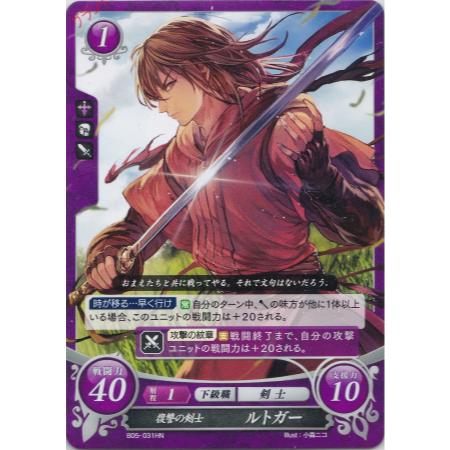 1
おまえたちと共に戦ってやる。それで文句はないだろう。
時が移る…早く行け 常 自分のターン中、の味方が他に1体以上
いる場合、このユニットの戦闘力は+20される。
攻撃の紋章 支 戦闘終了まで、自分の攻撃
ユニットの戦闘力は+20される。
戦闘力 40 射程 1 下級職 剣士 支援力 10
復讐の剣士 ルトガー
B05-031HN Illust:小森ニコ